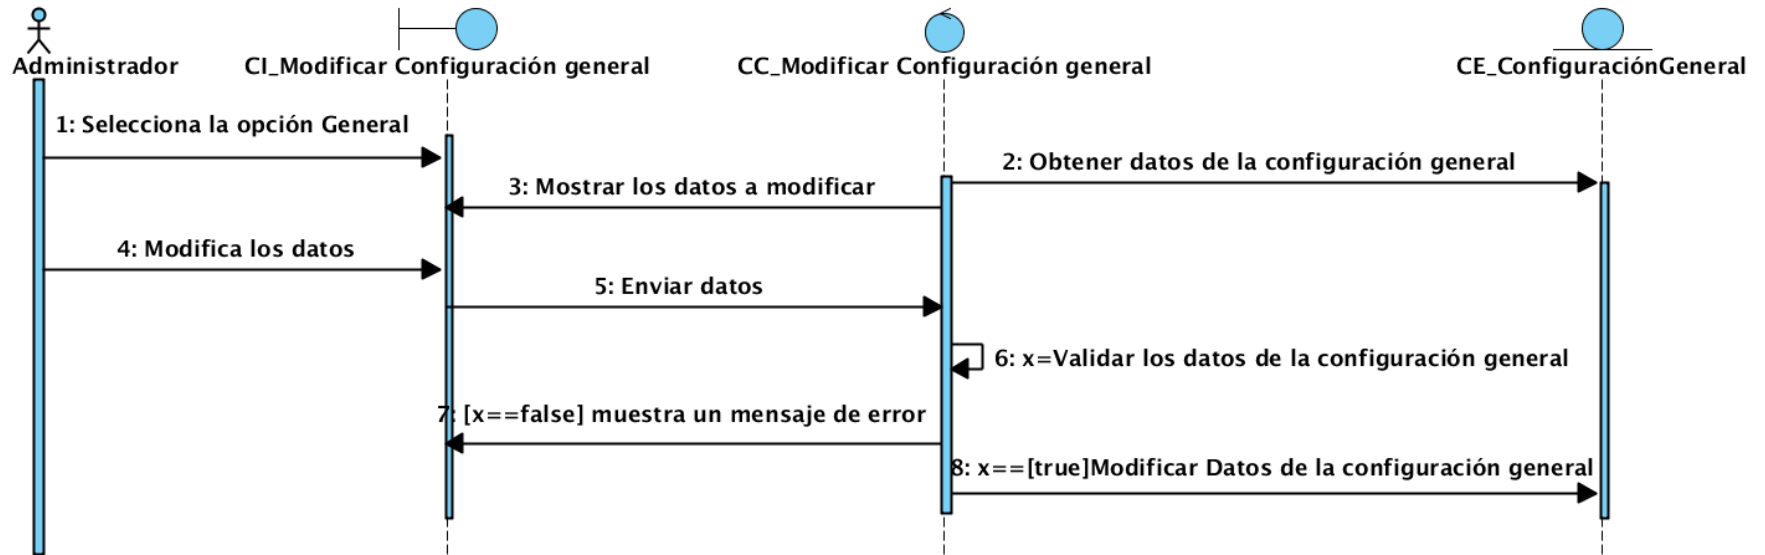 Administrador
CI_Modificar Configuración general
CC_Modificar Configuración general
CE_ConfiguraciónGeneral
1: Selecciona la opción General
2: Obtener datos de la configuración general
3: Mostrar los datos a modificar
4: Modifica los datos
5: Enviar datos
6: x=Validar los datos de la configuración general
7: [x==false] muestra un mensaje de error
8: x==[true]Modificar Datos de la configuración general